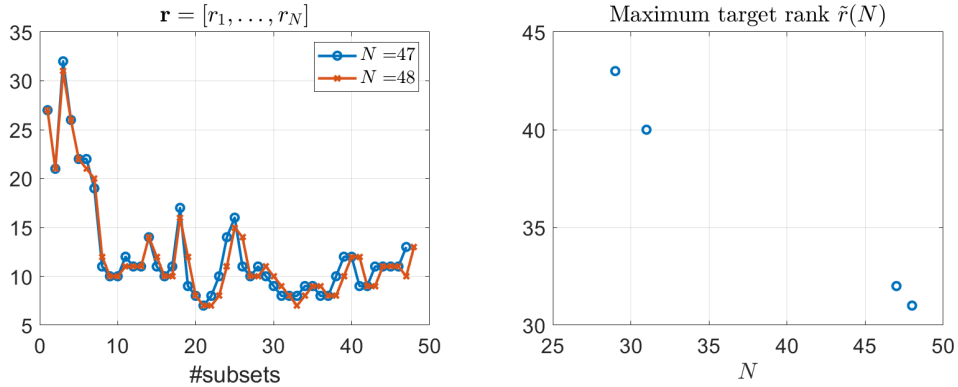 𝐫 = [r₁, …, r_N]
35
30
25
20
15
10
5
0 10 20 30 40 50
#subsets
N =47
N =48
Maximum target rank r̃(N)
45
40
35
30
25 30 35 40 45 50
N